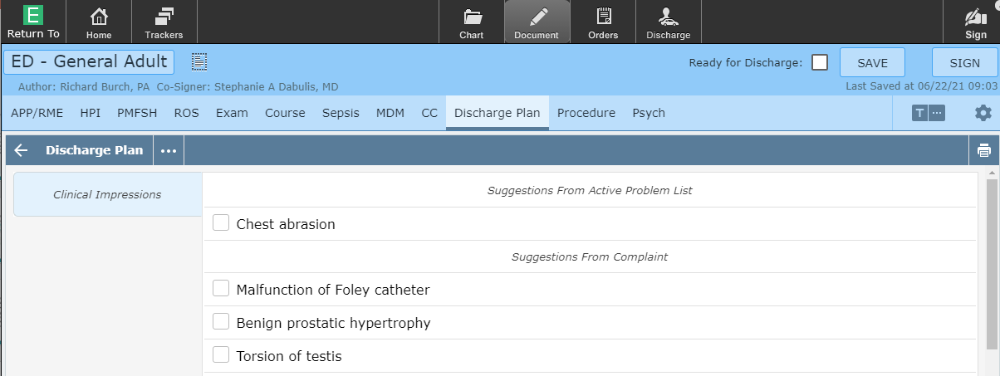 E
Return To
Home
Trackers
Chart
Document
Orders
Discharge
Sign
ED - General Adult
Ready for Discharge:
SAVE
SIGN
Author: Richard Burch, PA Co-Signer: Stephanie A Dabulis, MD
Last Saved at 06/22/21 09:03
APP/RME HPI PMFSH ROS Exam Course Sepsis MDM CC Discharge Plan Procedure Psych
T ...
Discharge Plan ...
Clinical Impressions
Suggestions From Active Problem List
Chest abrasion
Suggestions From Complaint
Malfunction of Foley catheter
Benign prostatic hypertrophy
Torsion of testis